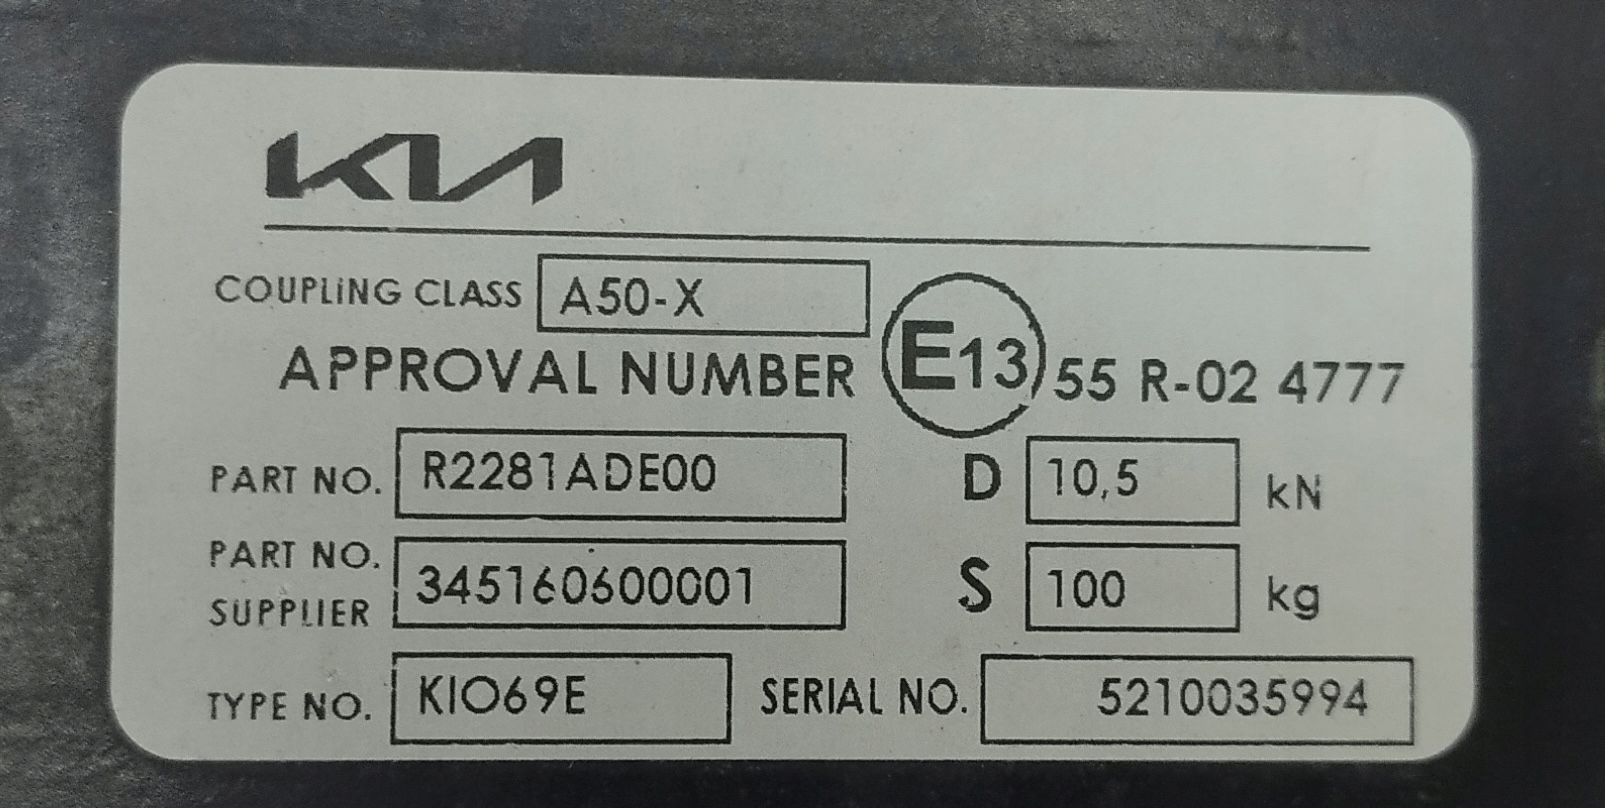 KIA
COUPLING CLASS A50-X
APPROVAL NUMBER E13 55 R-02 4777
PART NO. R2281ADE00 D 10,5 kN
PART NO. SUPPLIER 345160600001 S 100 kg
TYPE NO. KIO69E SERIAL NO. 5210035994